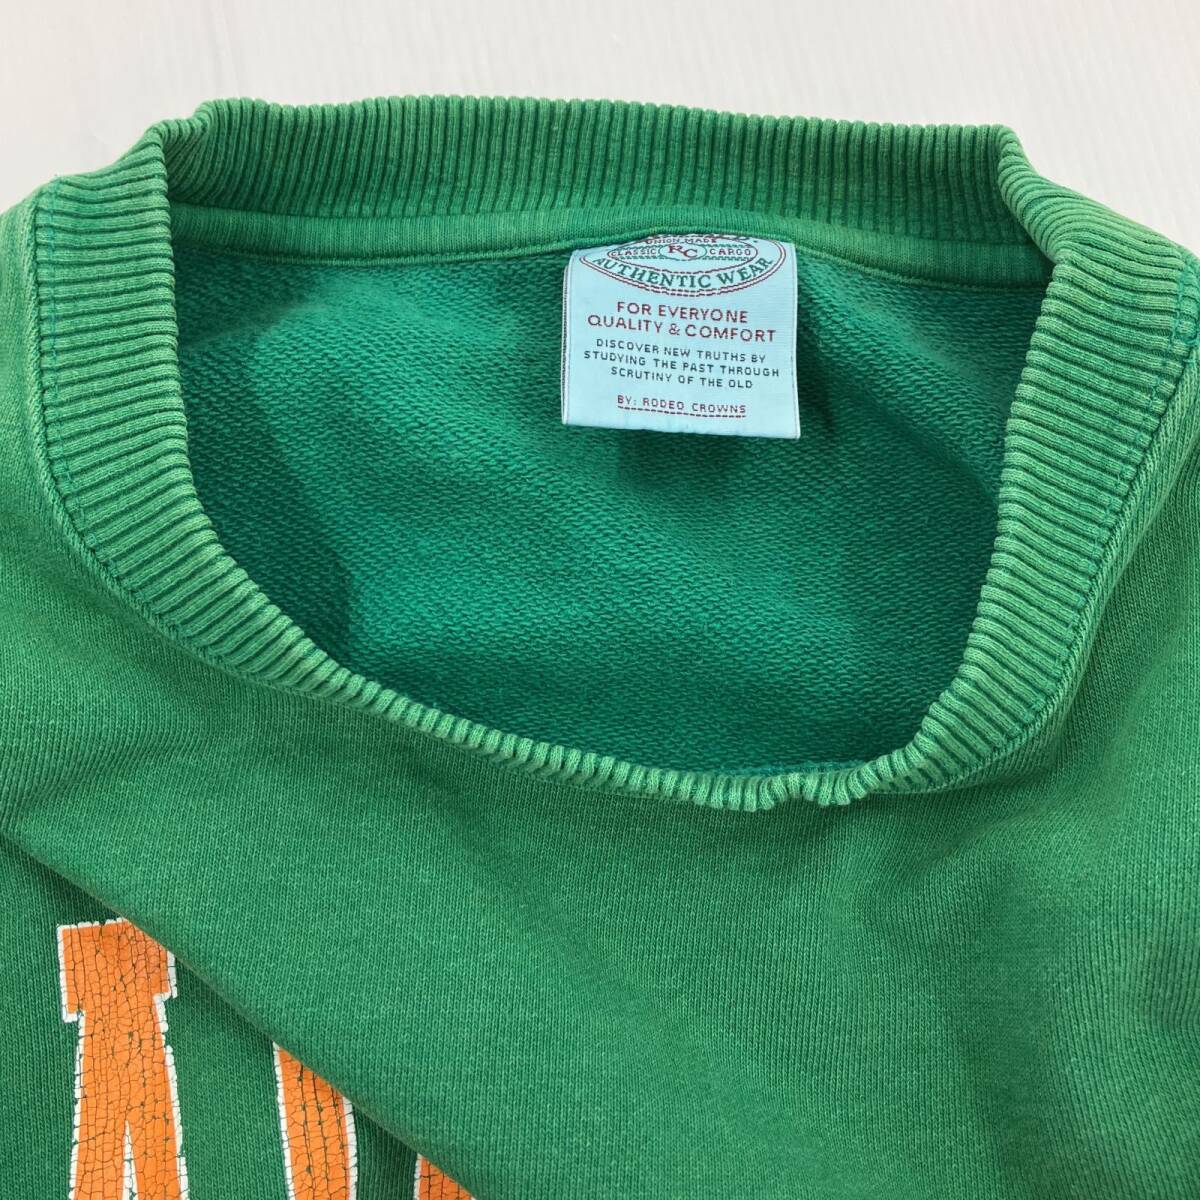 UNION MADE
CLASSIC RC CARGO
AUTHENTIC WEAR
FOR EVERYONE
QUALITY & COMFORT
DISCOVER NEW TRUTHS BY
STUDYING THE PAST THROUGH
SCRUTINY OF THE OLD
BY: RODEO CROWNS